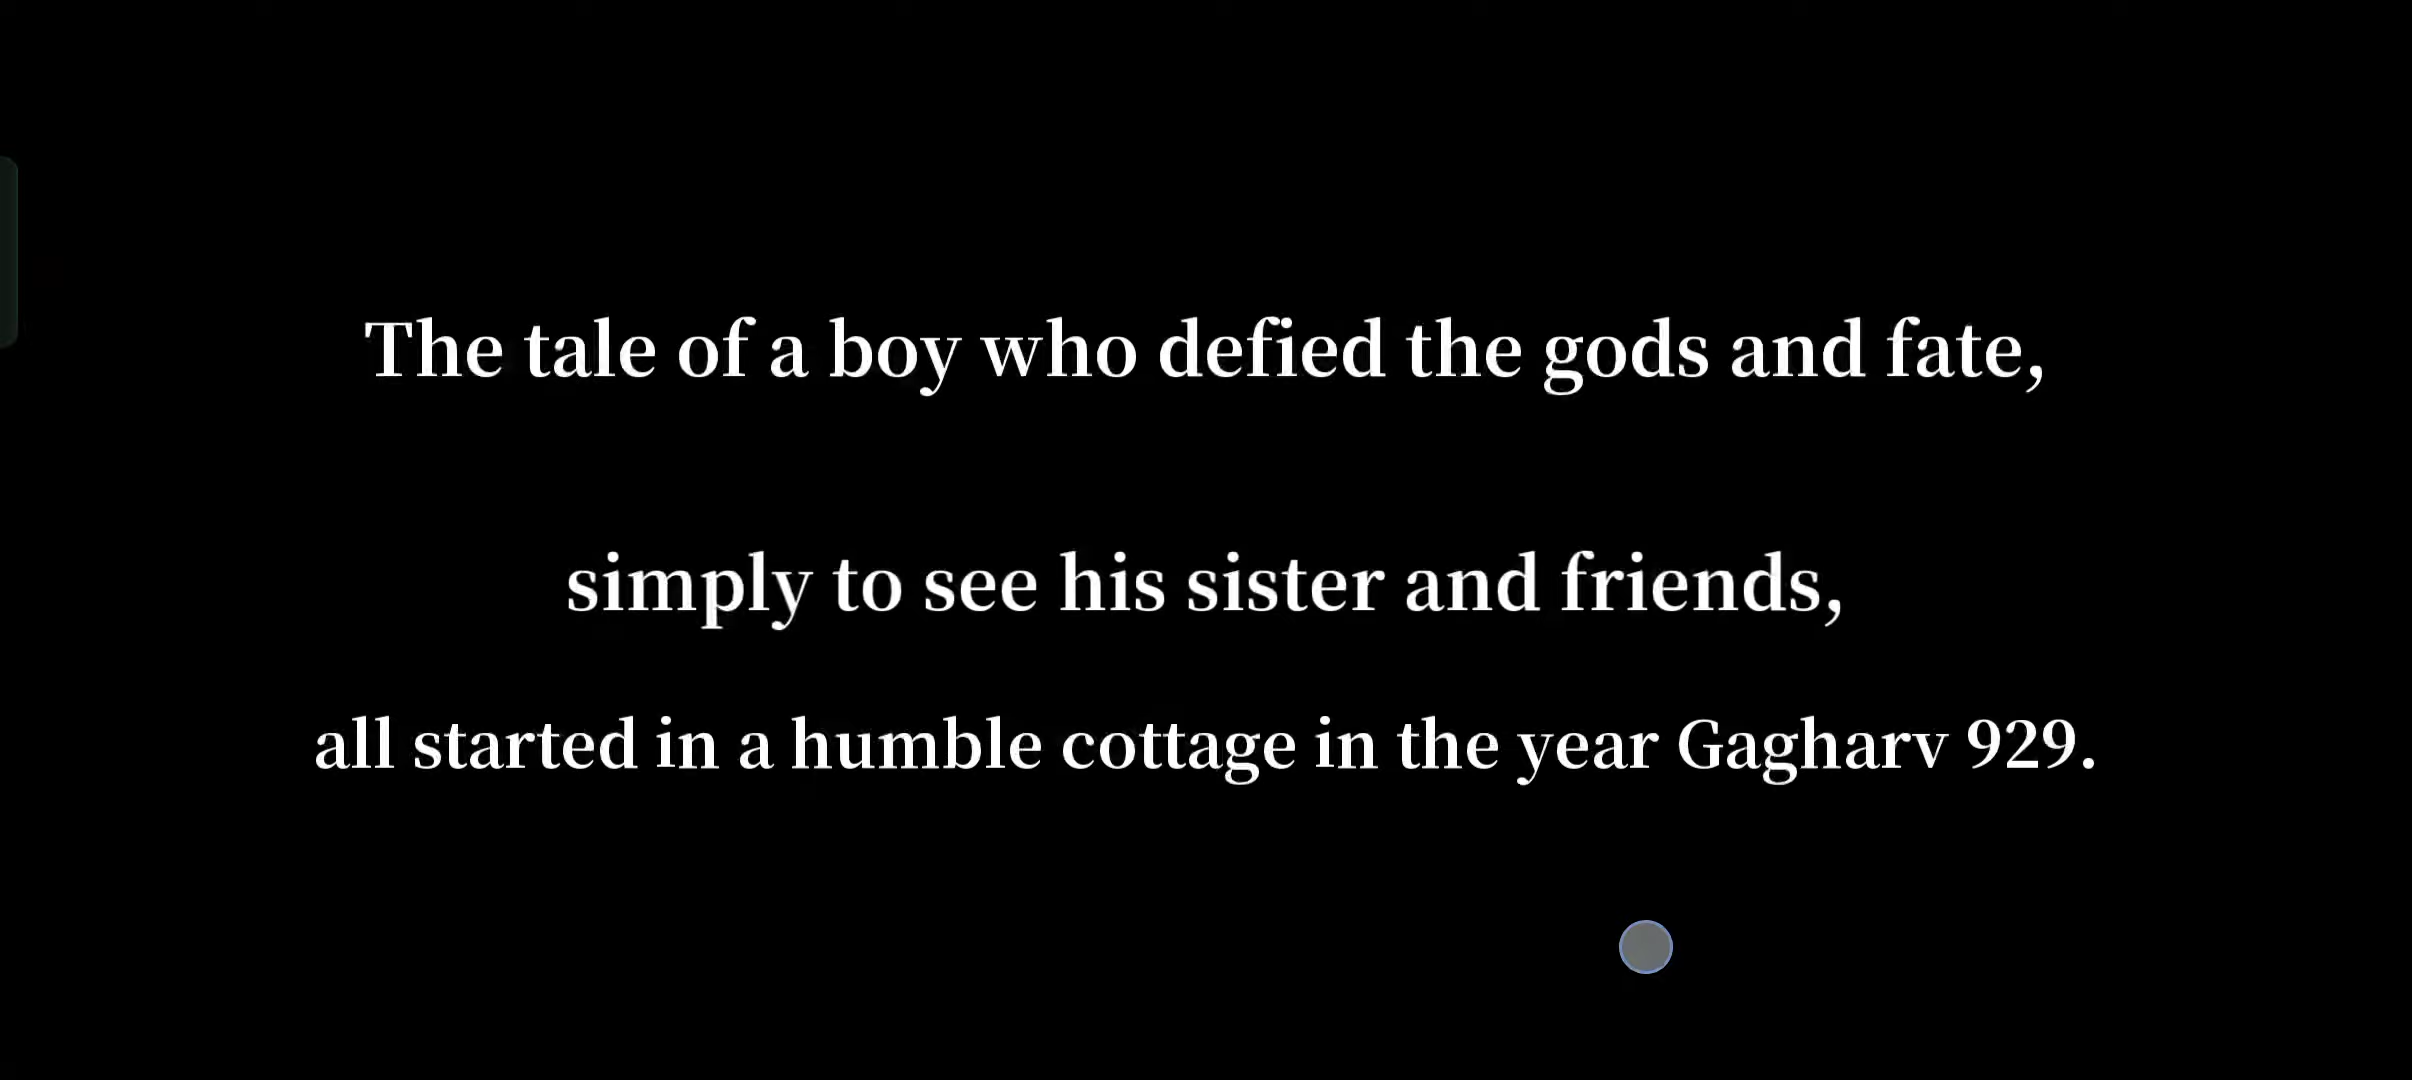 The tale of a boy who defied the gods and fate,
simply to see his sister and friends,
all started in a humble cottage in the year Gagharv 929.